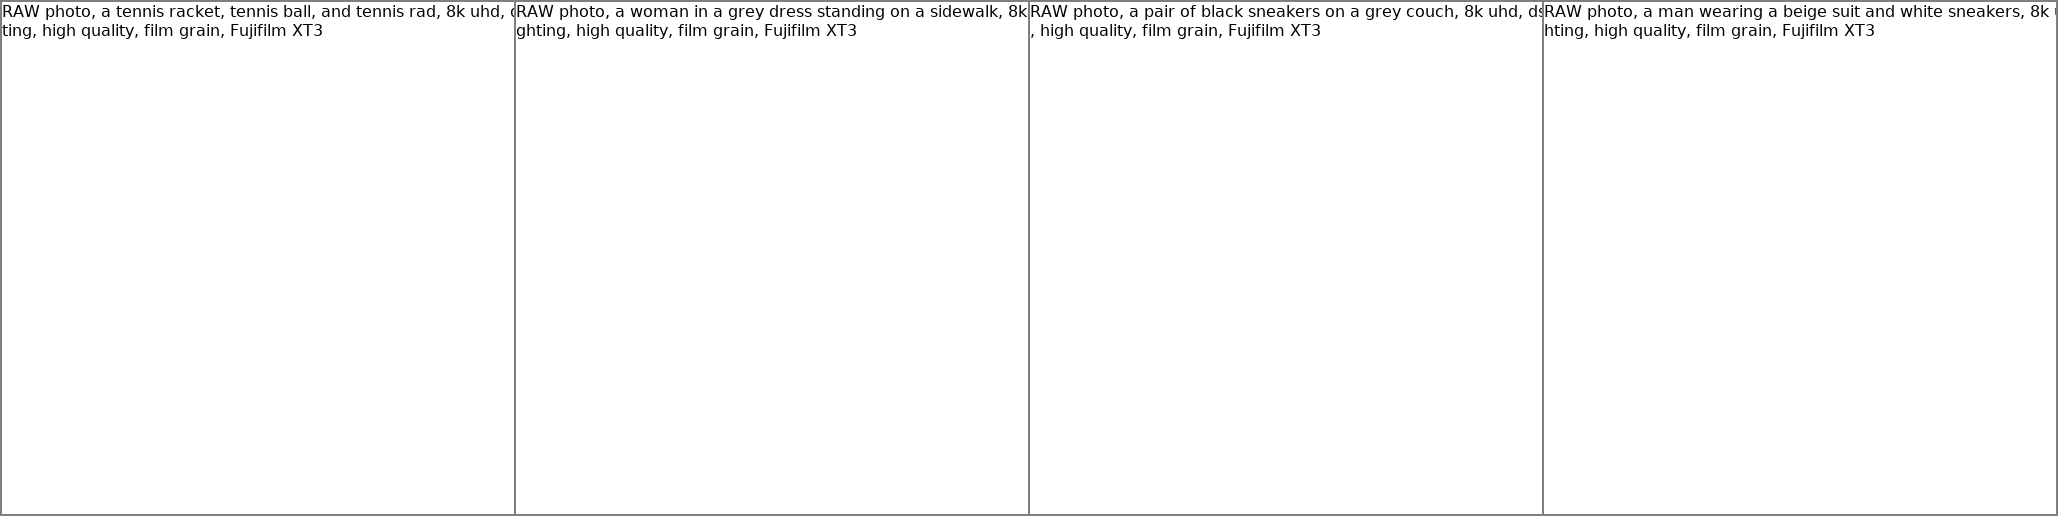 RAW photo, a tennis racket, tennis ball, and tennis rad, 8k uhd,
ting, high quality, film grain, Fujifilm XT3
RAW photo, a woman in a grey dress standing on a sidewalk, 8k
ghting, high quality, film grain, Fujifilm XT3
RAW photo, a pair of black sneakers on a grey couch, 8k uhd, ds
, high quality, film grain, Fujifilm XT3
RAW photo, a man wearing a beige suit and white sneakers, 8k
hting, high quality, film grain, Fujifilm XT3